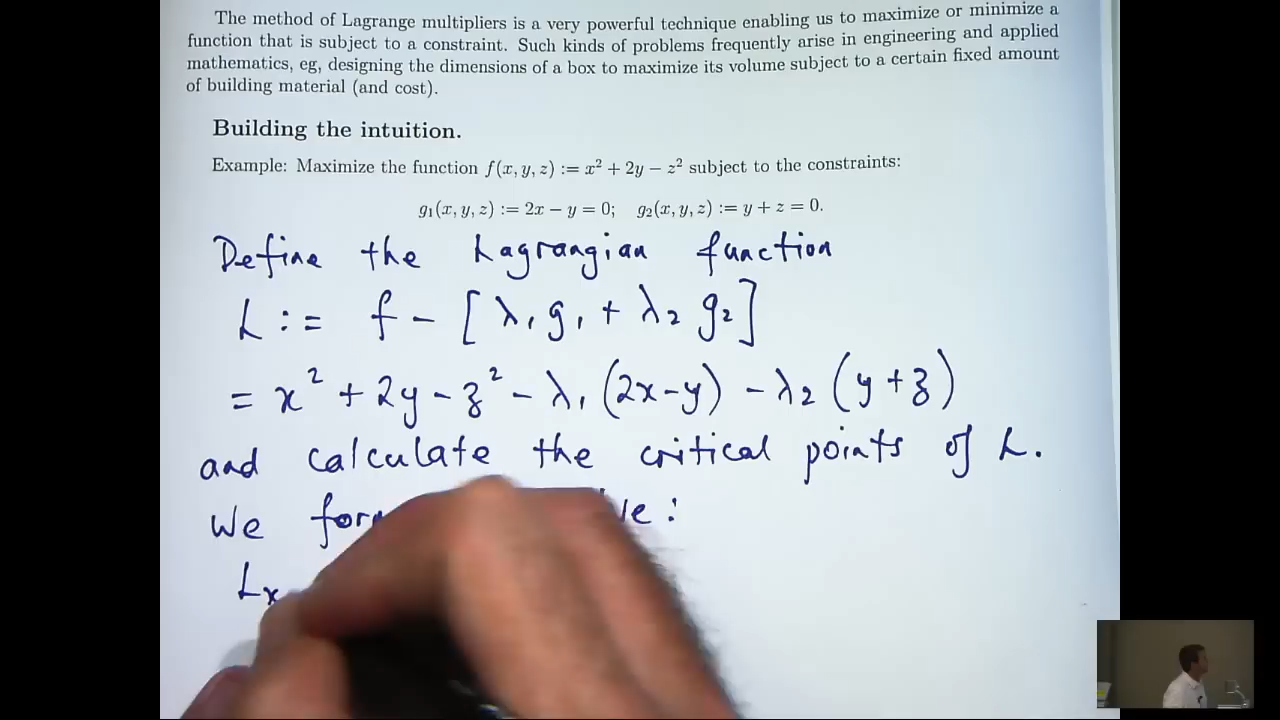 The method of Lagrange multipliers is a very powerful technique enabling us to maximize or minimize a
function that is subject to a constraint. Such kinds of problems frequently arise in engineering and applied
mathematics, eg, designing the dimensions of a box to maximize its volume subject to a certain fixed amount
of building material (and cost).
Building the intuition.
Example: Maximize the function f(x, y, z) := x² + 2y − z² subject to the constraints:
g₁(x, y, z) := 2x − y = 0; g₂(x, y, z) := y + z = 0.
Define the Lagrangian function
L := f − [λ₁g₁ + λ₂ g₂]
= x² + 2y − z² − λ₁(2x−y) − λ₂(y+z)
and calculate the critical points of L.
We
Lx